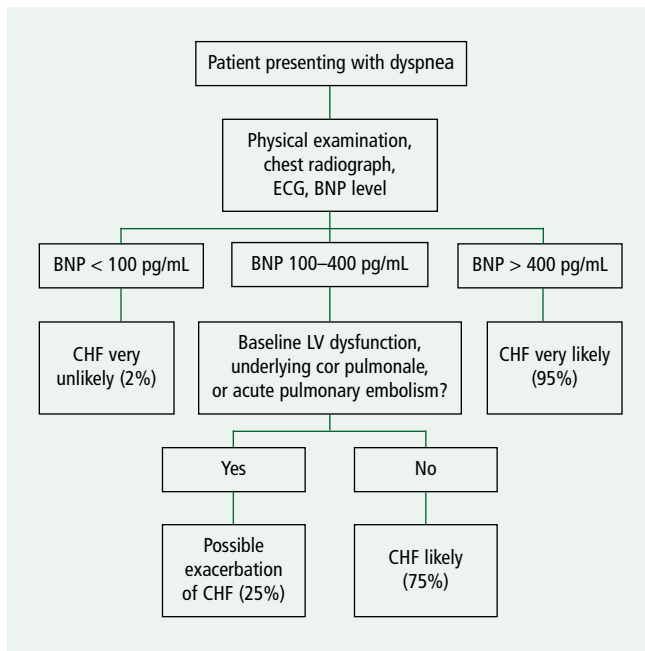 Patient presenting with dyspnea
Physical examination,
chest radiograph,
ECG, BNP level
BNP < 100 pg/mL
BNP 100–400 pg/mL
BNP > 400 pg/mL
CHF very
unlikely (2%)
Baseline LV dysfunction,
underlying cor pulmonale,
or acute pulmonary embolism?
CHF very likely
(95%)
Yes
No
Possible
exacerbation
of CHF (25%)
CHF likely
(75%)